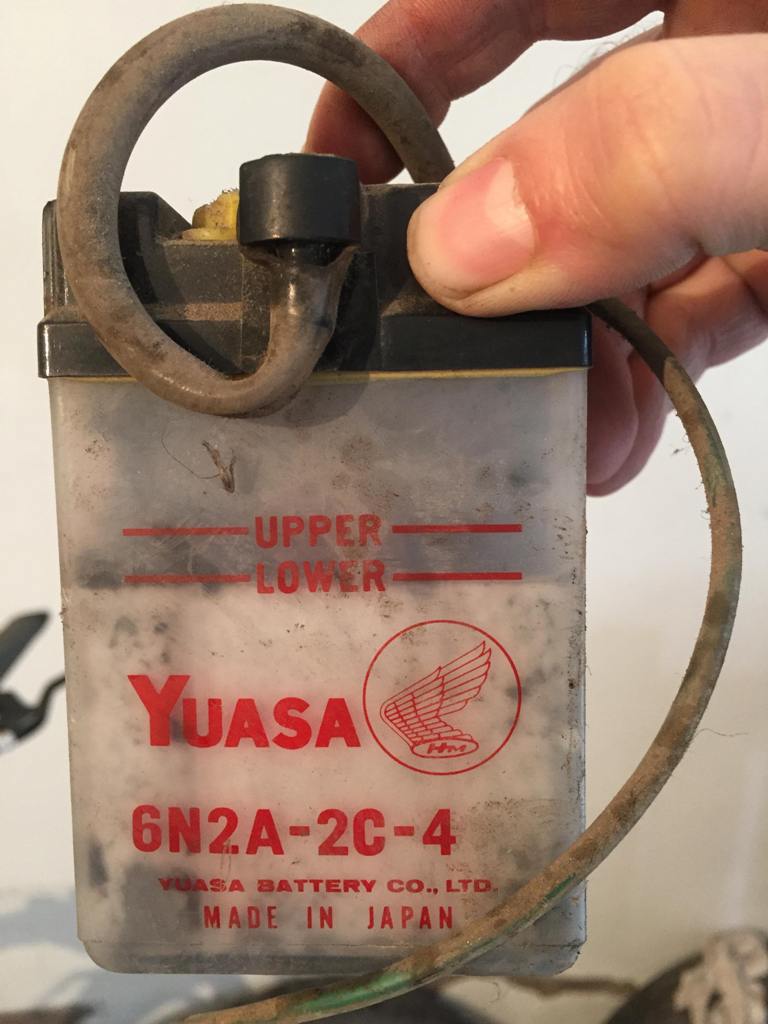 UPPER
LOWER
YUASA
HM
6N2A-2C-4
YUASA BATTERY CO., LTD.
MADE IN JAPAN